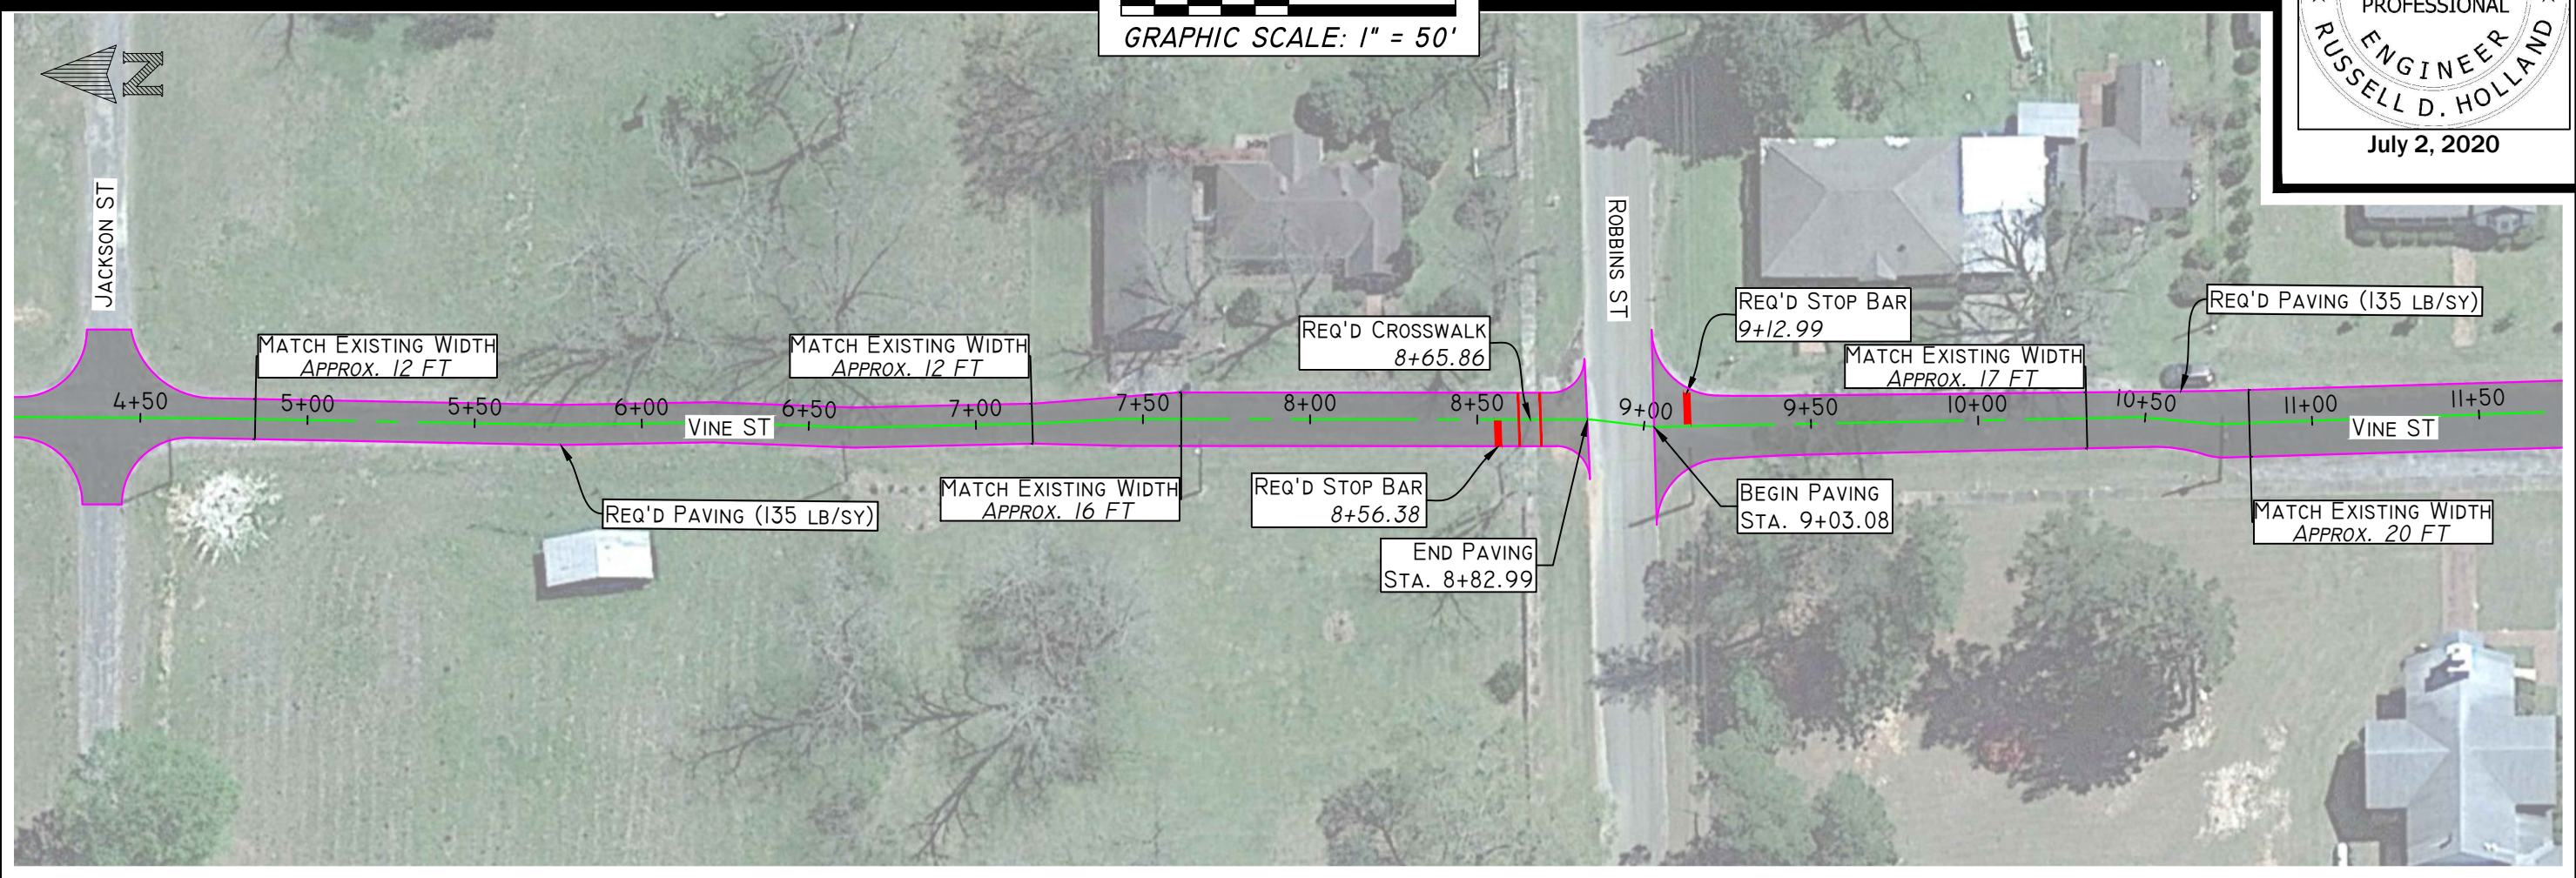 GRAPHIC SCALE: 1" = 50'
PROFESSIONAL
ENGINEER
RUSSELL D. HOLLAND
July 2, 2020
N
JACKSON ST
ROBBINS ST
MATCH EXISTING WIDTH
APPROX. 12 FT
MATCH EXISTING WIDTH
APPROX. 12 FT
REQ'D CROSSWALK
8+65.86
REQ'D STOP BAR
9+12.99
MATCH EXISTING WIDTH
APPROX. 17 FT
REQ'D PAVING (135 LB/SY)
4+50
5+00
5+50
6+00
6+50
7+00
7+50
8+00
8+50
9+00
9+50
10+00
10+50
11+00
11+50
VINE ST
VINE ST
REQ'D PAVING (135 LB/SY)
MATCH EXISTING WIDTH
APPROX. 16 FT
REQ'D STOP BAR
8+56.38
END PAVING
STA. 8+82.99
BEGIN PAVING
STA. 9+03.08
MATCH EXISTING WIDTH
APPROX. 20 FT